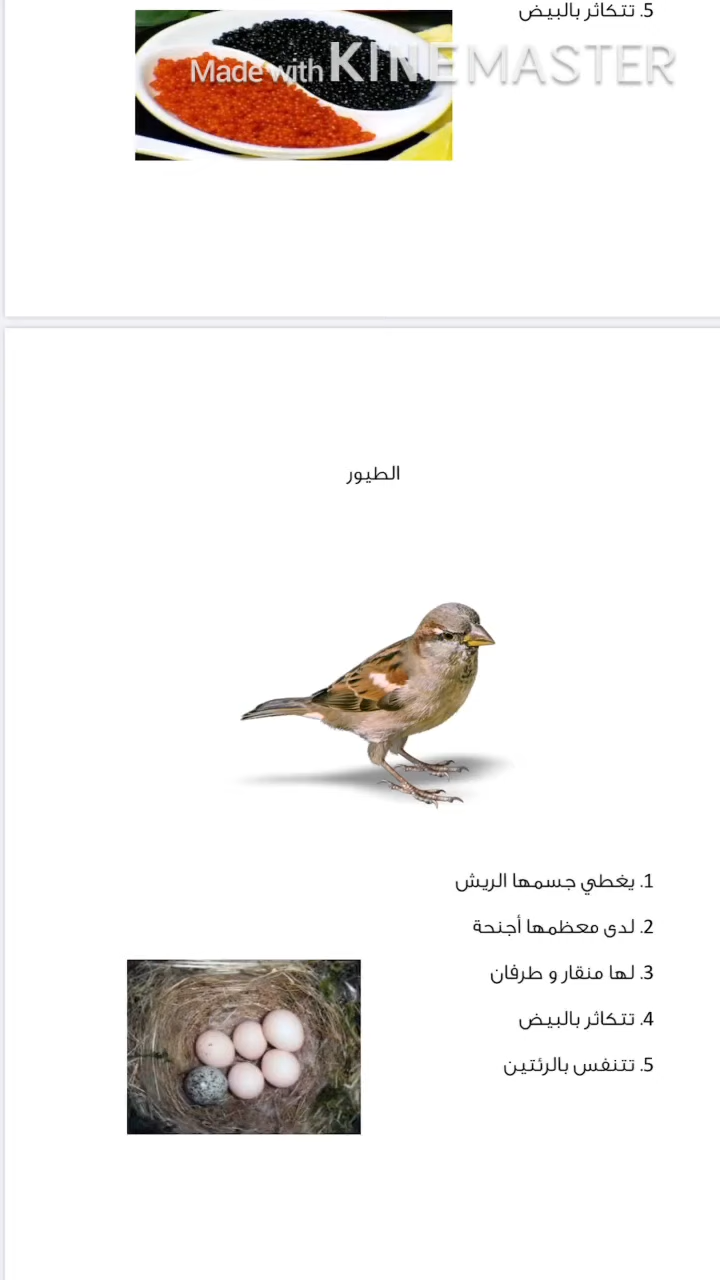 5. تتكاثر بالبيض
Made with KINEMASTER
الطيور
1. يغطي جسمها الريش
2. لدى معظمها أجنحة
3. لها منقار و طرفان
4. تتكاثر بالبيض
5. تتنفس بالرئتين